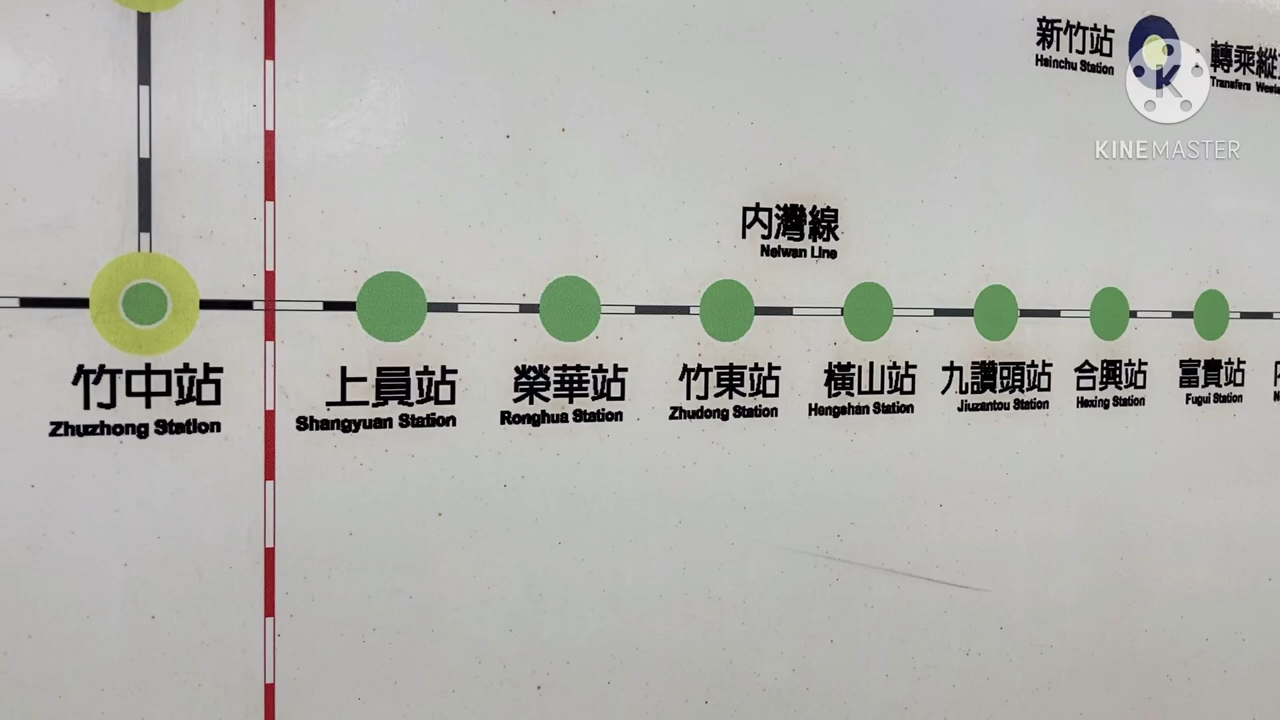 新竹站
Hsinchu Station
轉乘縱
Transfers
K
KINEMASTER
内灣線
Neiwan Line
竹中站
Zhuzhong Station
上員站
Shangyuan Station
榮華站
Ronghua Station
竹東站
Zhudong Station
橫山站
Hengshan Station
九讚頭站
Jiuzantou Station
合興站
Hexing Station
富貴站
Fugui Station